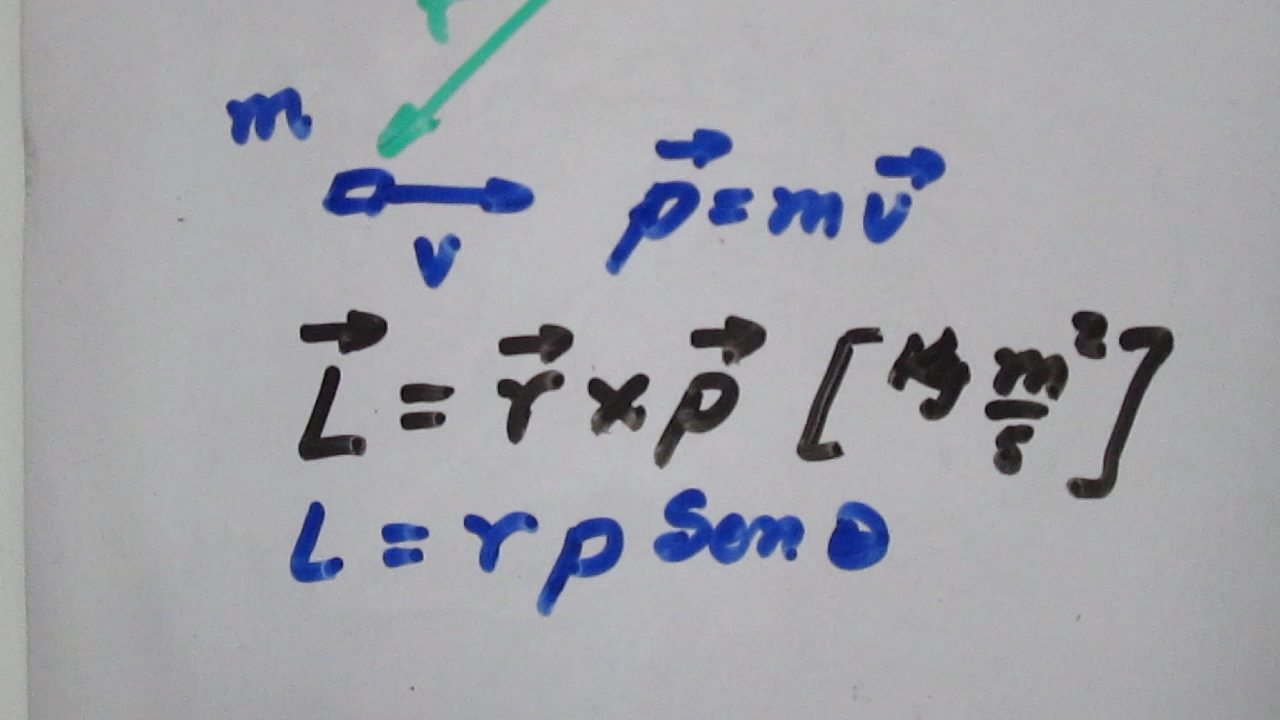 m
v
p⃗ = m v⃗
L⃗ = r⃗ × p⃗ [Kg m²/s]
L = r p Sen θ